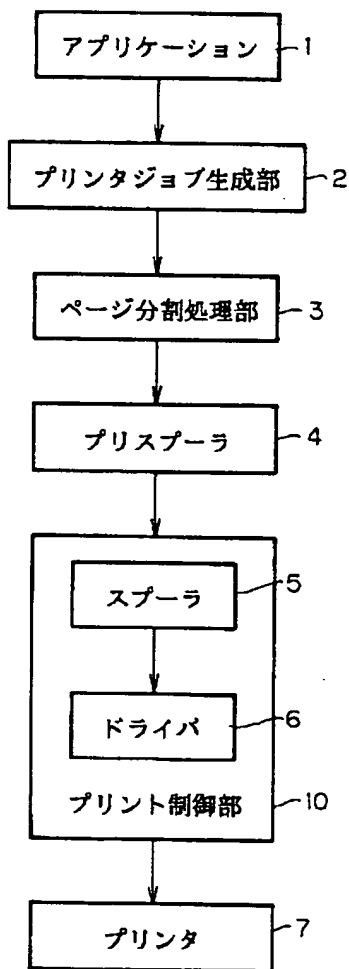 アプリケーション 1
プリンタジョブ生成部 2
ページ分割処理部 3
プリスプーラ 4
スプーラ 5
ドライバ 6
プリント制御部 10
プリンタ 7